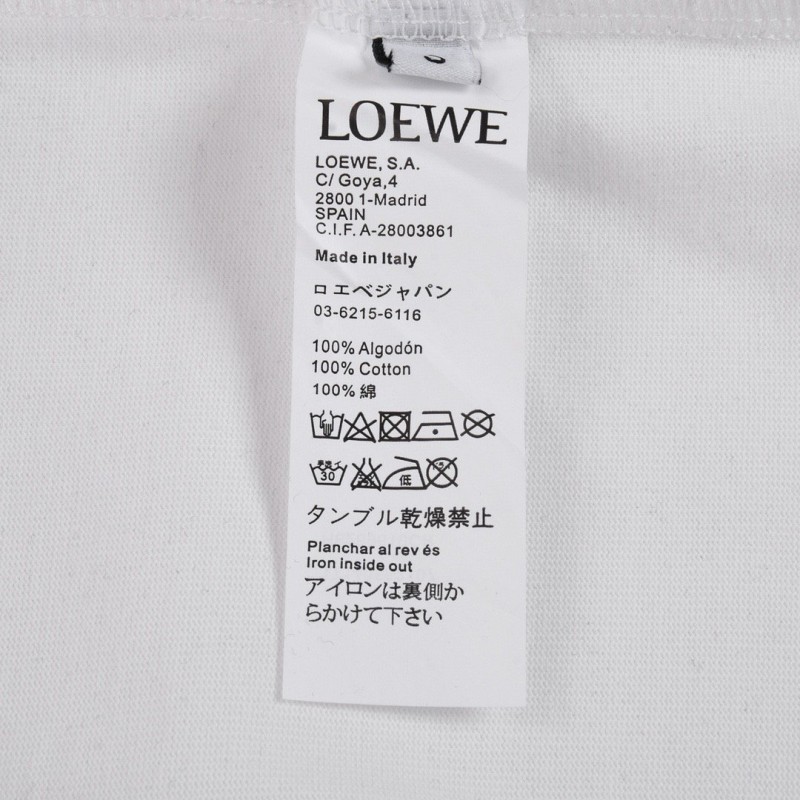 LOEWE
LOEWE, S.A.
C/ Goya,4
2800 1-Madrid
SPAIN
C.I.F. A-28003861
Made in Italy
ロエベジャパン
03-6215-6116
100% Algodón
100% Cotton
100% 綿
30
低
タンブル乾燥禁止
Planchar al rev és
Iron inside out
アイロンは裏側か
らかけて下さい